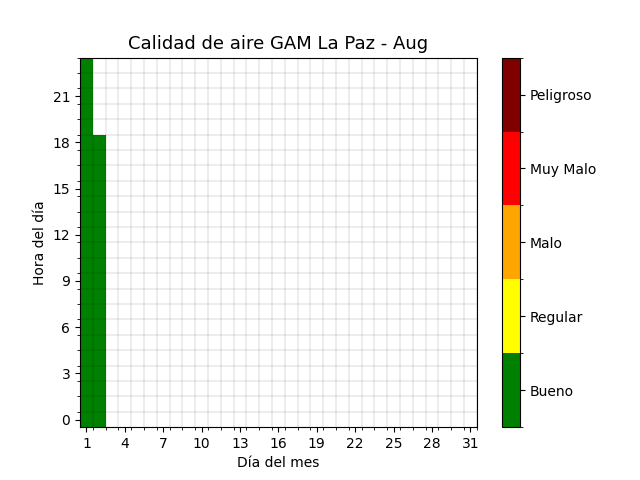 Calidad de aire GAM La Paz - Aug
Hora del día
21
18
15
12
9
6
3
0
1 4 7 10 13 16 19 22 25 28 31
Día del mes
Peligroso
Muy Malo
Malo
Regular
Bueno